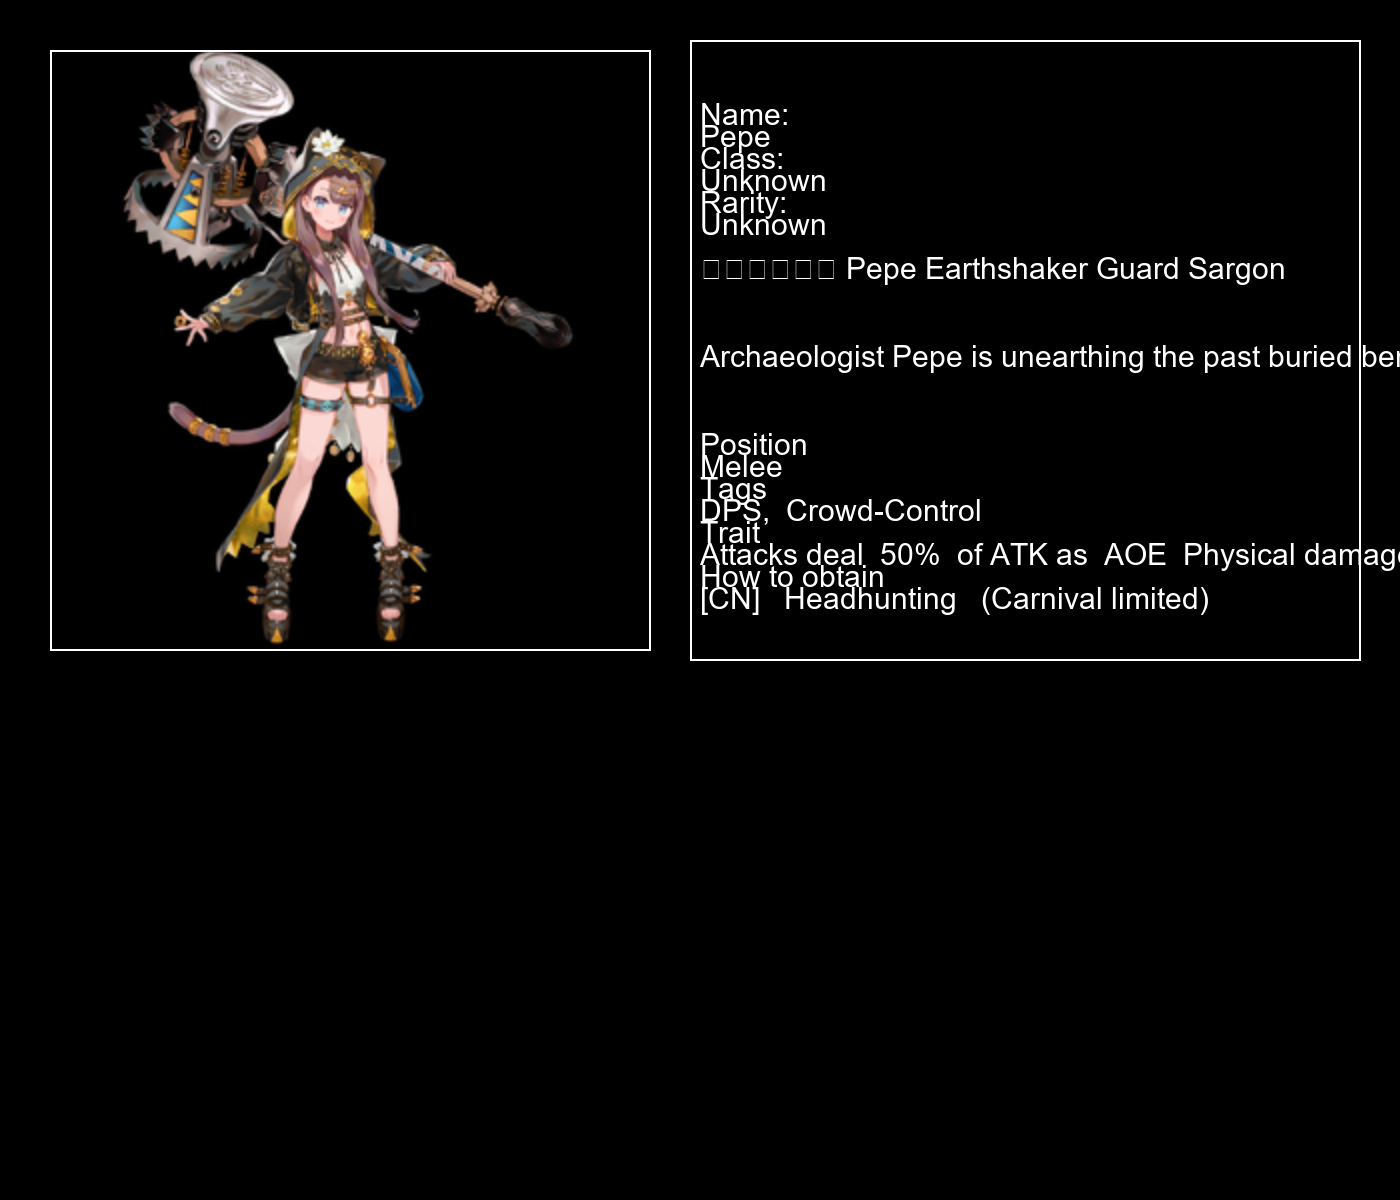 Name:
Pepe
Class:
Unknown
Rarity:
Unknown
Pepe Earthshaker Guard Sargon
Archaeologist Pepe is unearthing the past buried
Position
Melee
Tags
DPS, Crowd-Control
Trait
Attacks deal 50% of ATK as AOE Physical
How to obtain
[CN] Headhunting (Carnival limited)